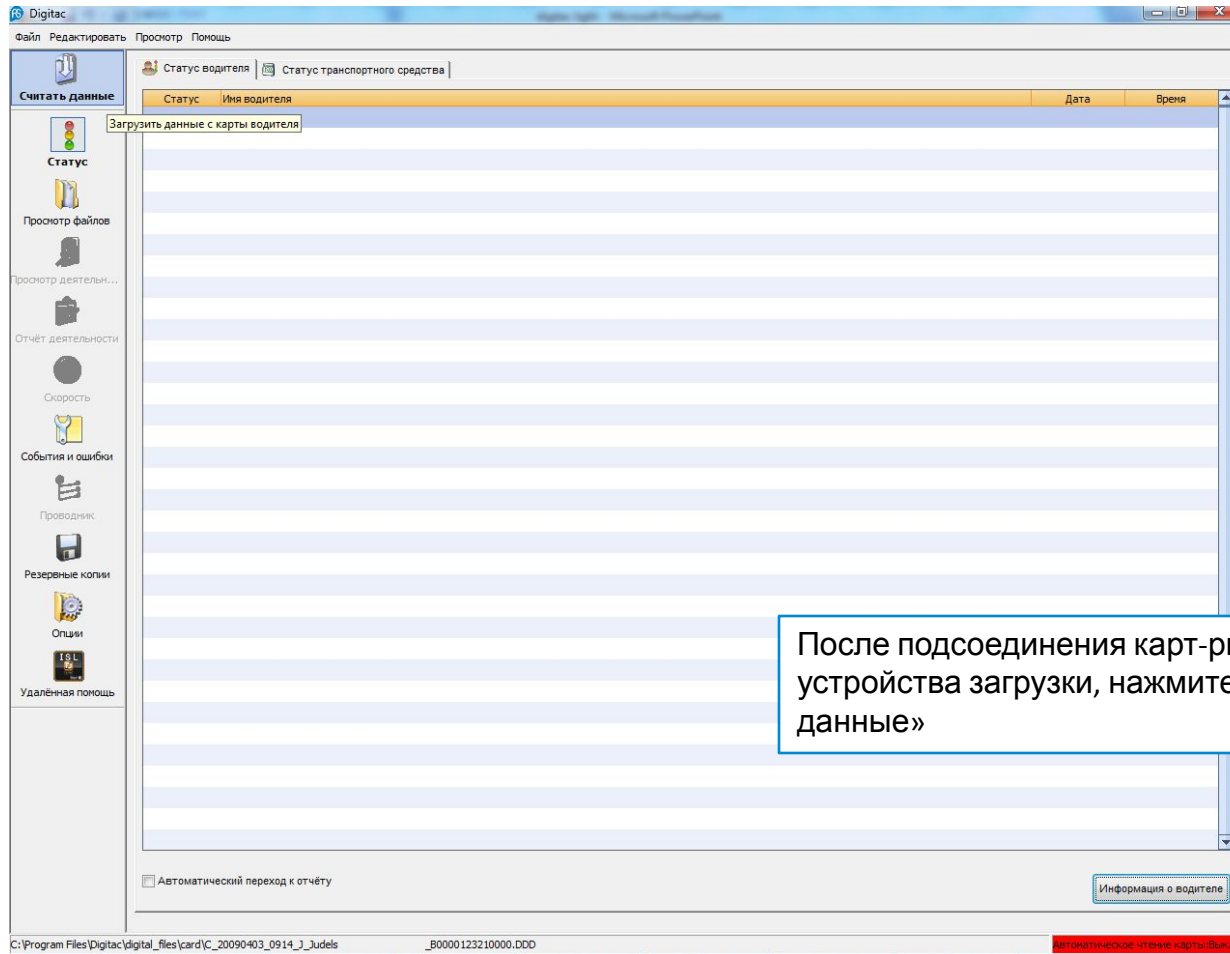 Digitac
Файл Редактировать Просмотр Помощь
Считать данные
Статус водителя Статус транспортного средства
Статус Имя водителя Дата Время
Загрузить данные с карты водителя
Статус
Просмотр файлов
Просмотр деятельн...
Отчёт деятельности
Скорость
События и ошибки
Проводник
Резервные копии
Опции
ISL
Удалённая помощь
После подсоединения карт-р
устройства загрузки, нажмите
данные»
Автоматический переход к отчёту
Информация о водителе
C:\Program Files\Digitac\digital_files\card\C_20090403_0914_J_Judels _B0000123210000.DDD
Автоматическое чтение карты:Вык